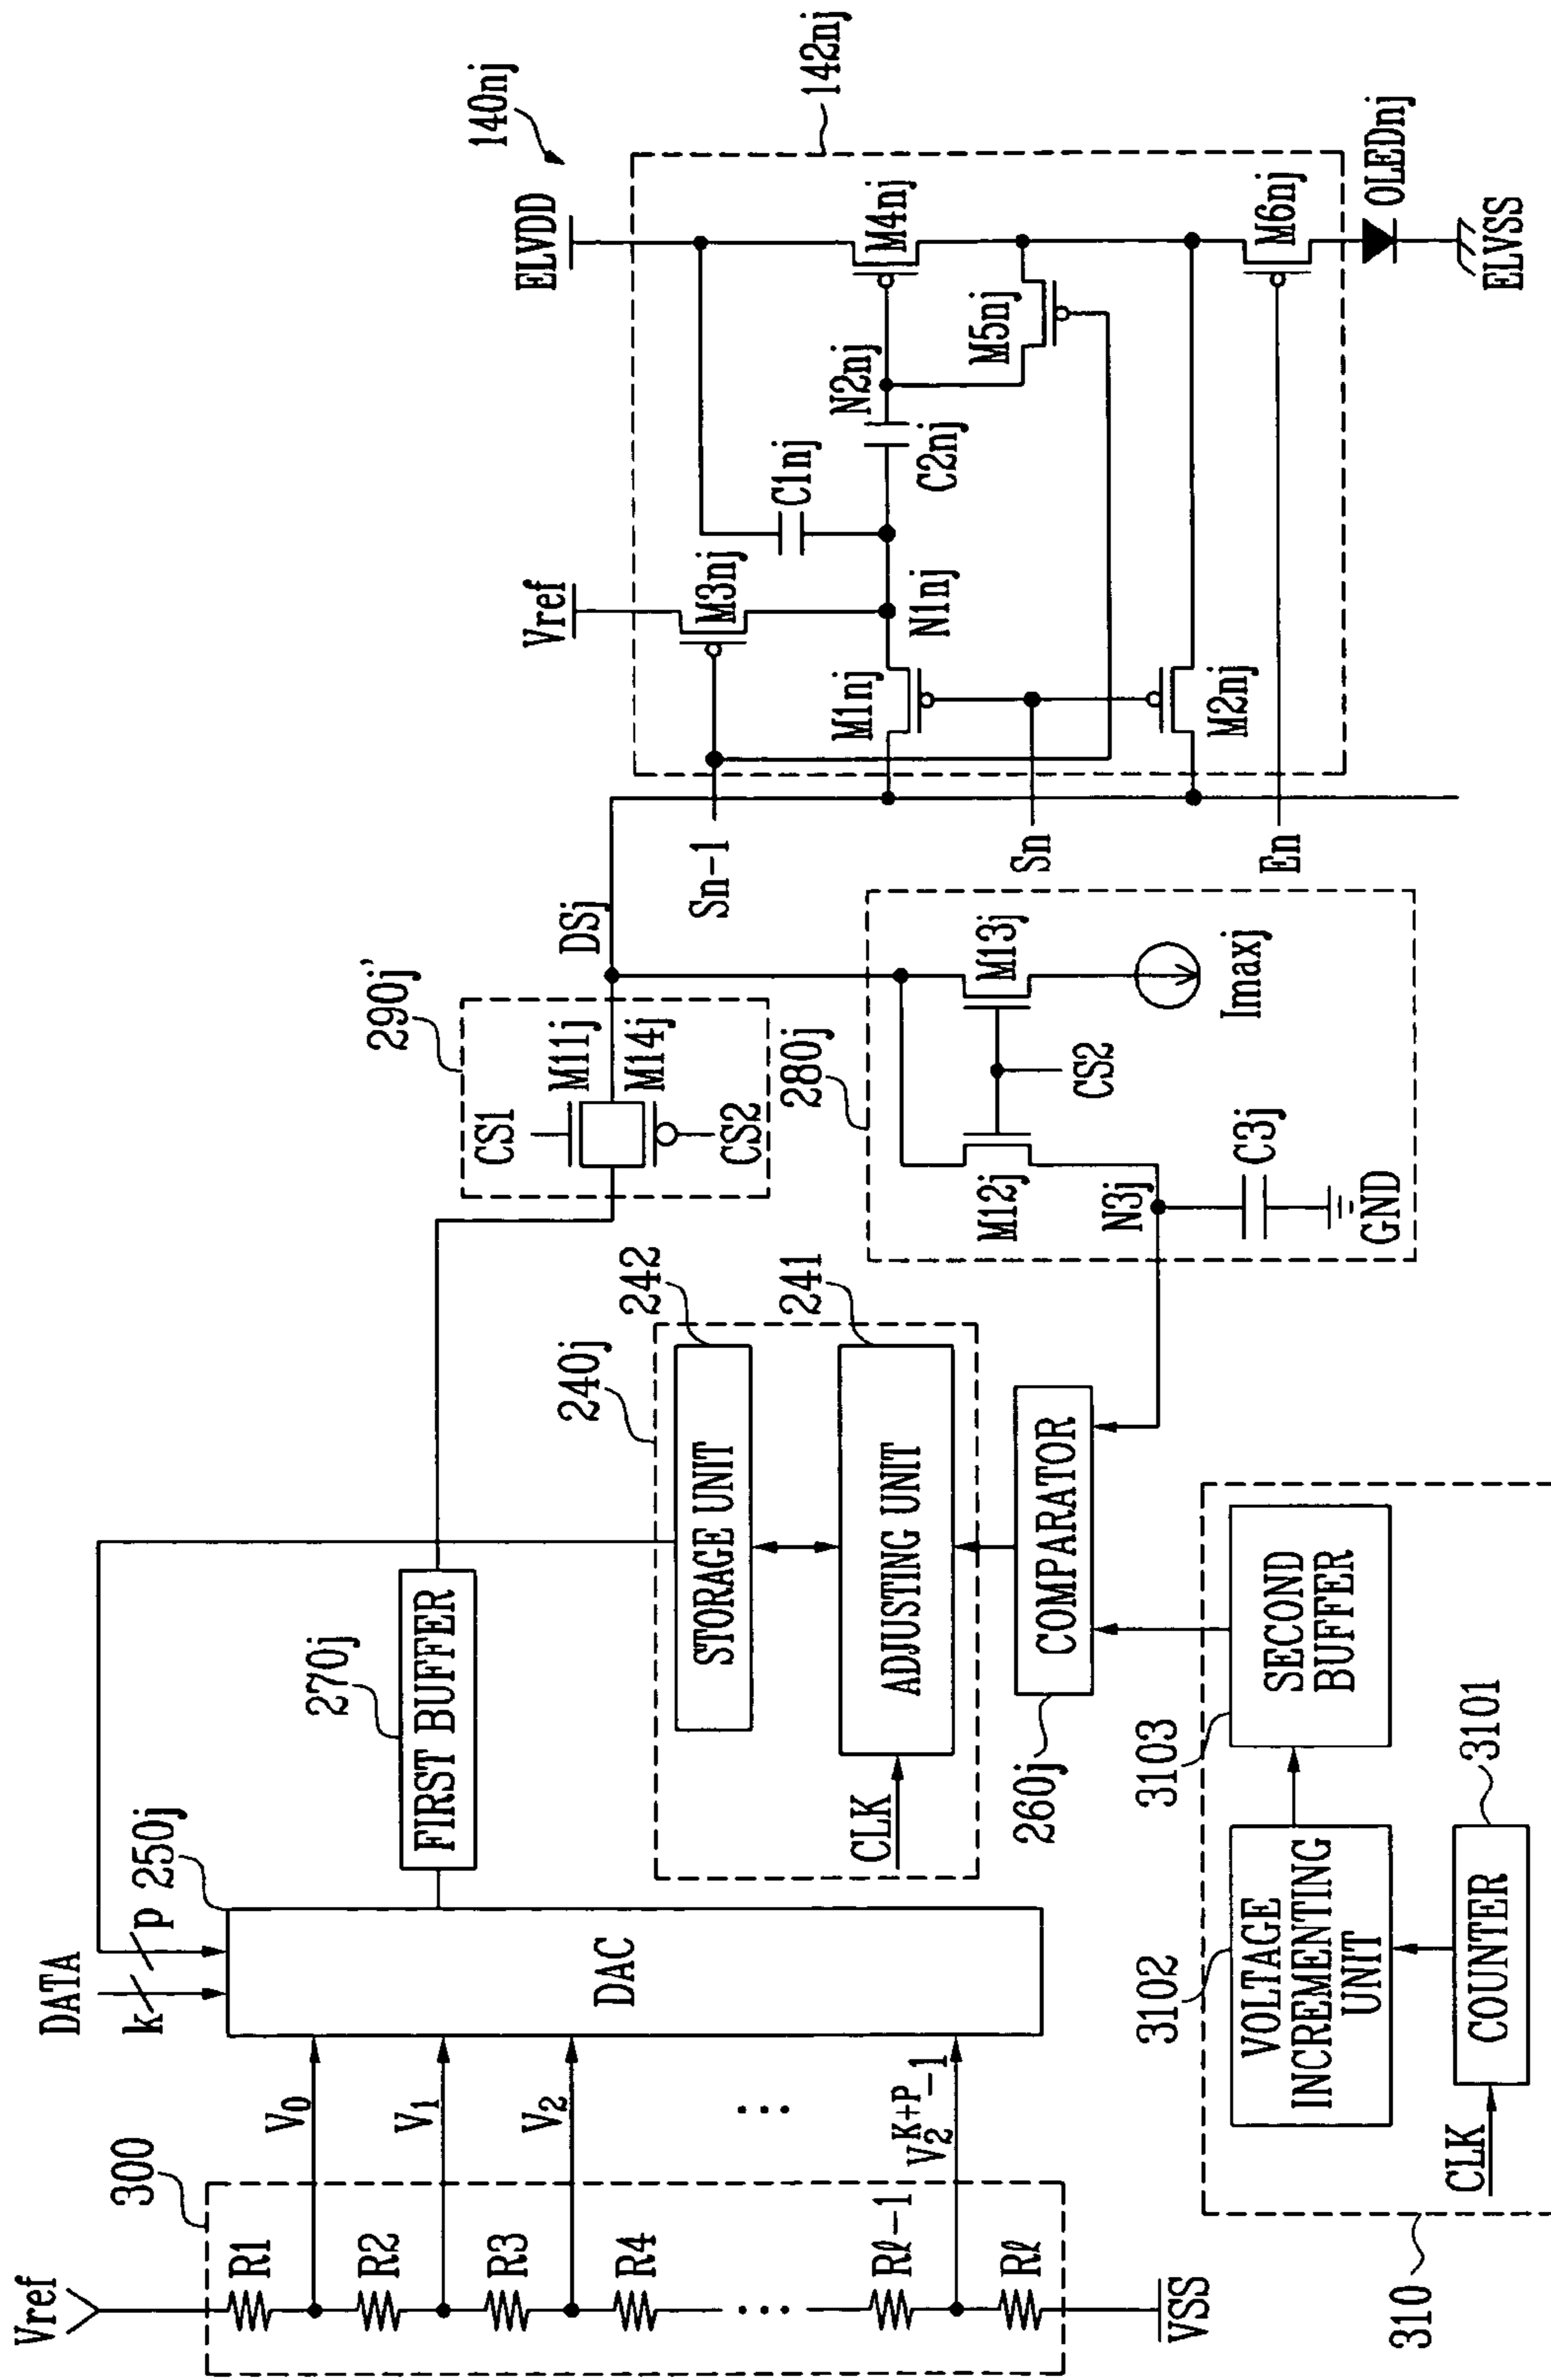 Vref
300
R1
R2
R3
R4
...
Rℓ-1
Rℓ
VSS
V0
V1
V2
...
V2^K+P-1
DATA
k
p
250j
DAC
270j
FIRST BUFFER
240j
242
STORAGE UNIT
241
ADJUSTING UNIT
CLK
COMPARATOR
260j
310
3102
VOLTAGE
INCREMENTING
UNIT
3103
SECOND
BUFFER
3101
COUNTER
CLK
290j'
CS1
M11j
M14j
CS2
DSj
280j
M12j
M13j
CS2
N3j
C3j
GND
Imaxj
140nj
142nj
ELVDD
Vref
M3nj
C1nj
N2nj
M4nj
M1nj
N1nj
C2nj
M5nj
M2nj
M6nj
Sn-1
Sn
En
OLEDnj
ELVSS